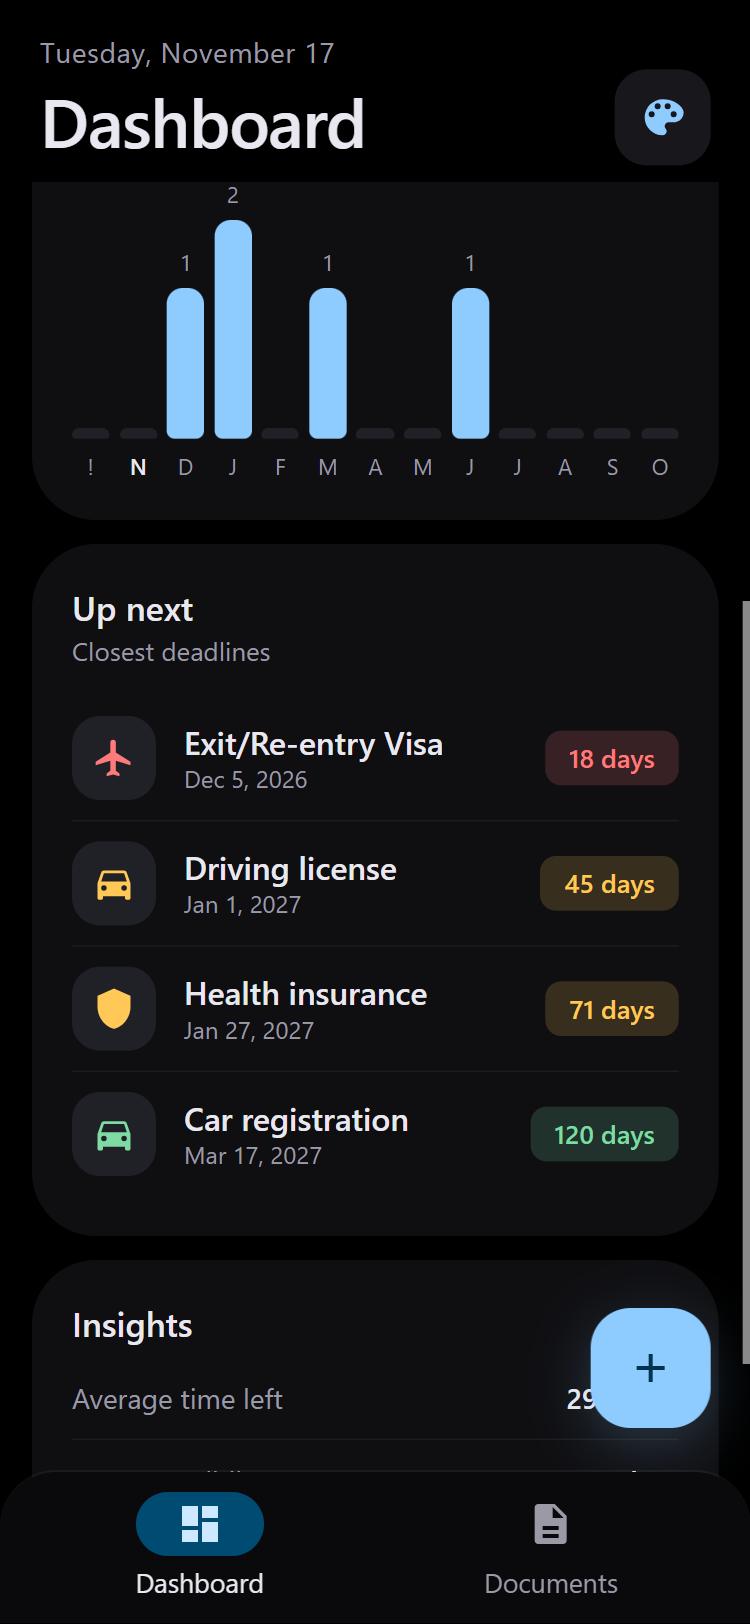 Tuesday, November 17
Dashboard
2
1 1 1
! N D J F M A M J J A S O
Up next
Closest deadlines
Exit/Re-entry Visa
Dec 5, 2026
18 days
Driving license
Jan 1, 2027
45 days
Health insurance
Jan 27, 2027
71 days
Car registration
Mar 17, 2027
120 days
Insights
Average time left
Dashboard
Documents